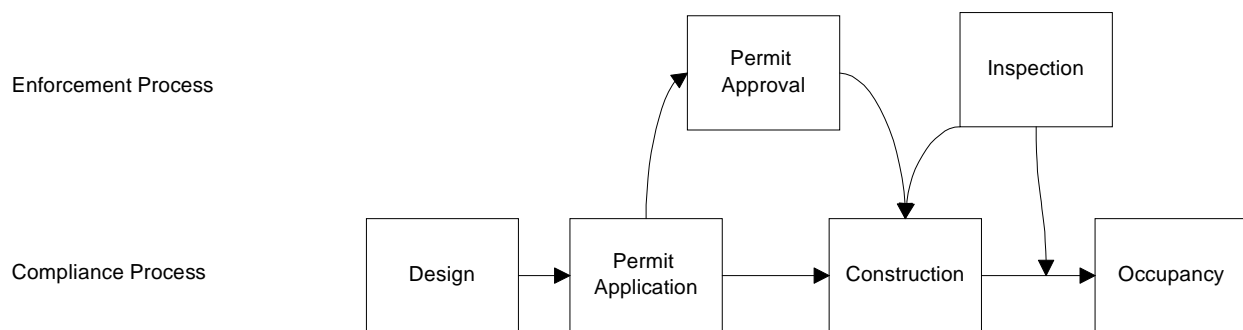 Enforcement Process
Permit
Approval
Inspection
Compliance Process
Design
Permit
Application
Construction
Occupancy